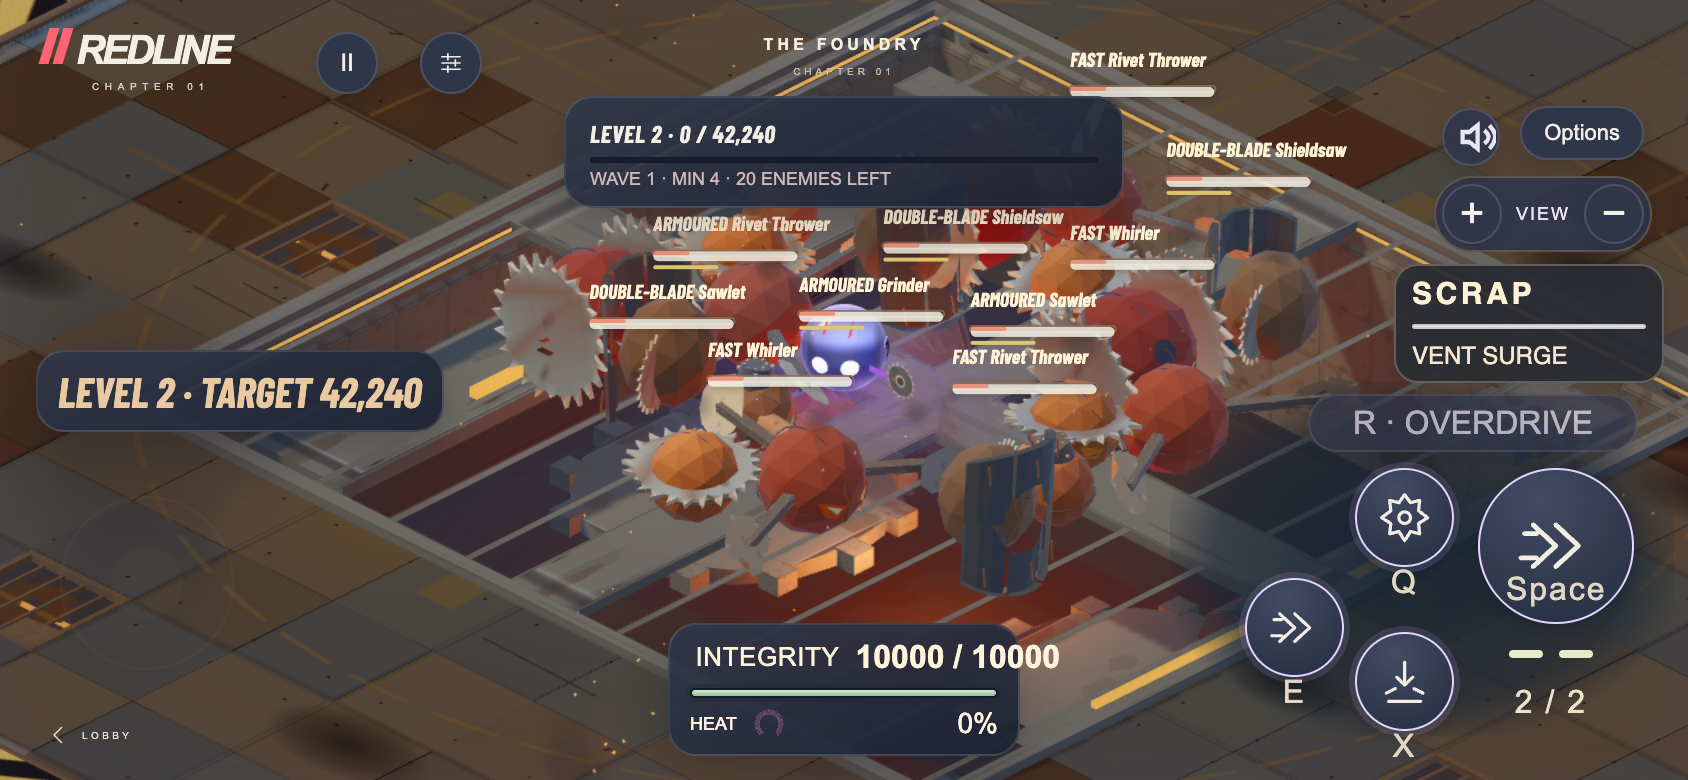 REDLINE
CHAPTER 01
THE FOUNDRY
CHAPTER 01
FAST Rivet Thrower
LEVEL 2 · 0 / 42,240
WAVE 1 · MIN 4 · 20 ENEMIES LEFT
Options
DOUBLE-BLADE Shieldsaw
VIEW
ARMOURED Rivet Thrower
DOUBLE-BLADE Shieldsaw
FAST Whirler
DOUBLE-BLADE Sawlet
ARMOURED Grinder
ARMOURED Sawlet
SCRAP
VENT SURGE
FAST Whirler
FAST Rivet Thrower
LEVEL 2 · TARGET 42,240
R · OVERDRIVE
Q
Space
E
2 / 2
X
INTEGRITY 10000 / 10000
HEAT 0%
LOBBY